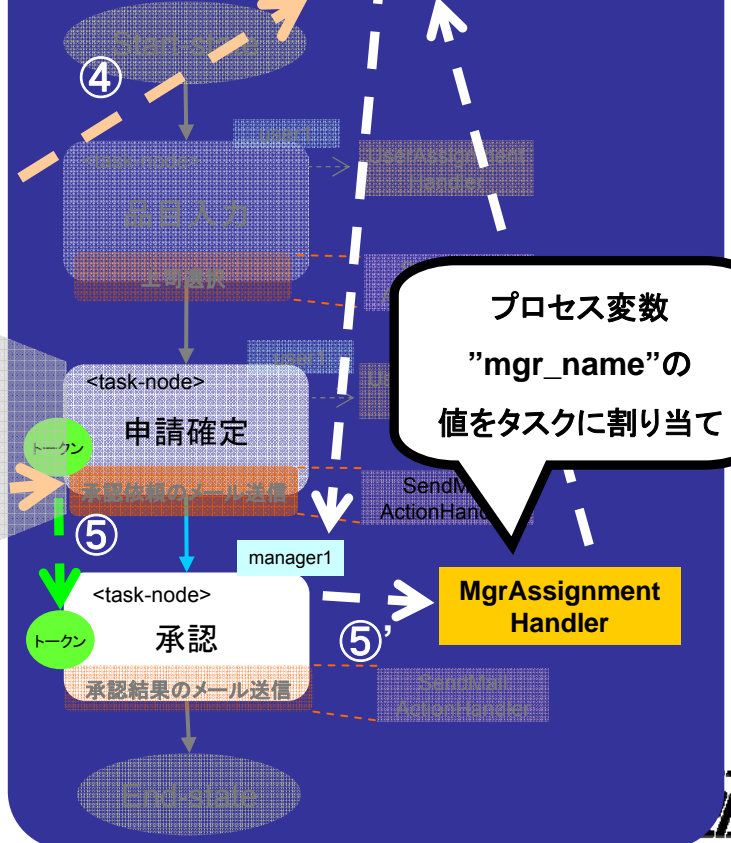 Start-state
④
user1
<task-node>
UserAssignment
Handler
品目入力
上司選択
プロセス変数
”mgr_name”の
値をタスクに割り当て
user1
<task-node>
申請確定
トークン
承認依頼のメール送信
SendM
ActionHand
⑤
manager1
<task-node>
承認
トークン
⑤’
MgrAssignment
Handler
承認結果のメール送信
SendMail
ActionHandler
End-state